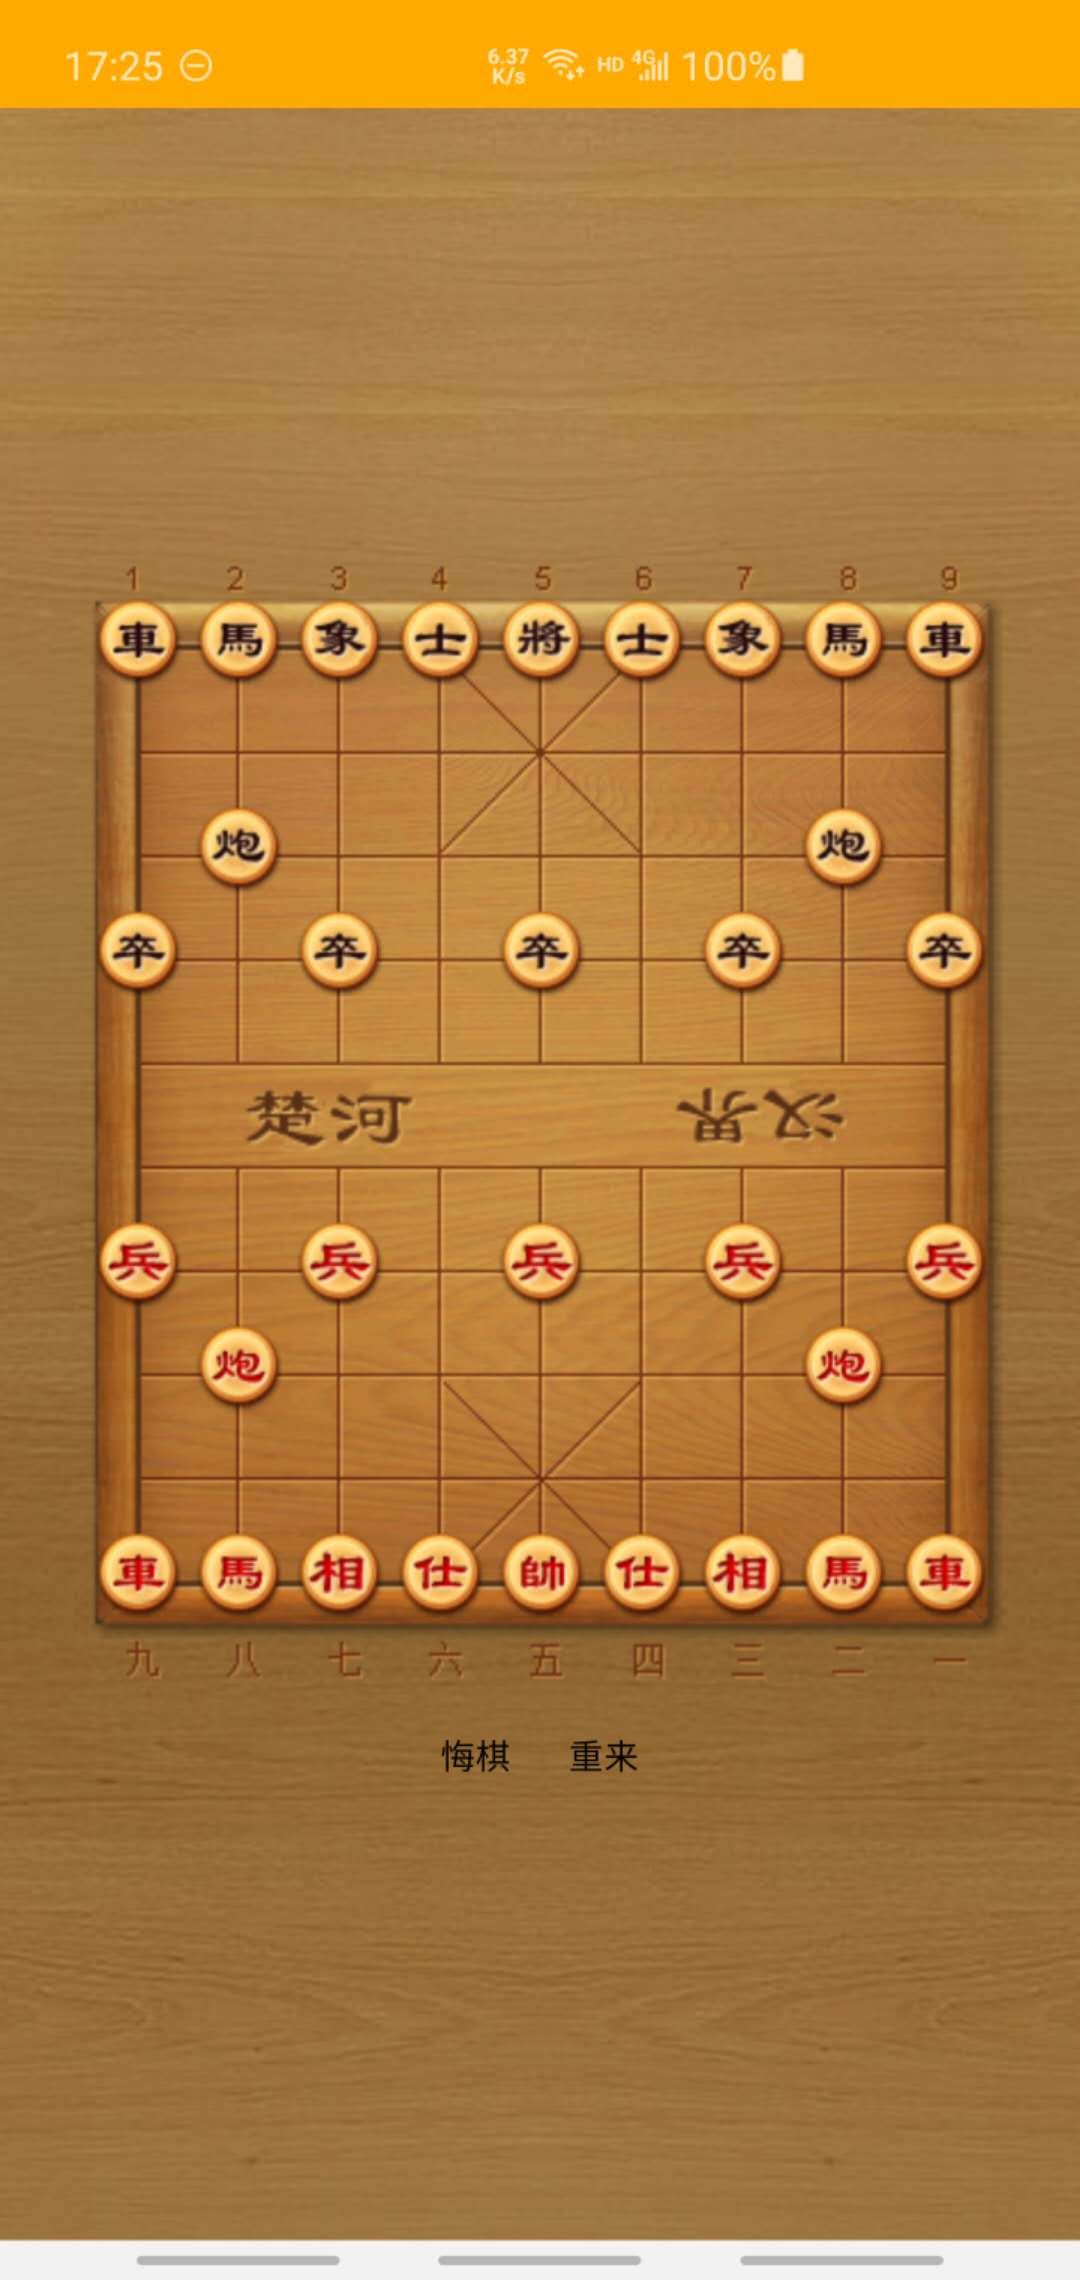 17:25 6.37 K/s HD 4G 100%
1 2 3 4 5 6 7 8 9
車 馬 象 士 將 士 象 馬 車
炮 炮
卒 卒 卒 卒 卒
楚河 汉界
兵 兵 兵 兵 兵
炮 炮
車 馬 相 仕 帥 仕 相 馬 車
九 八 七 六 五 四 三 二 一
悔棋 重来